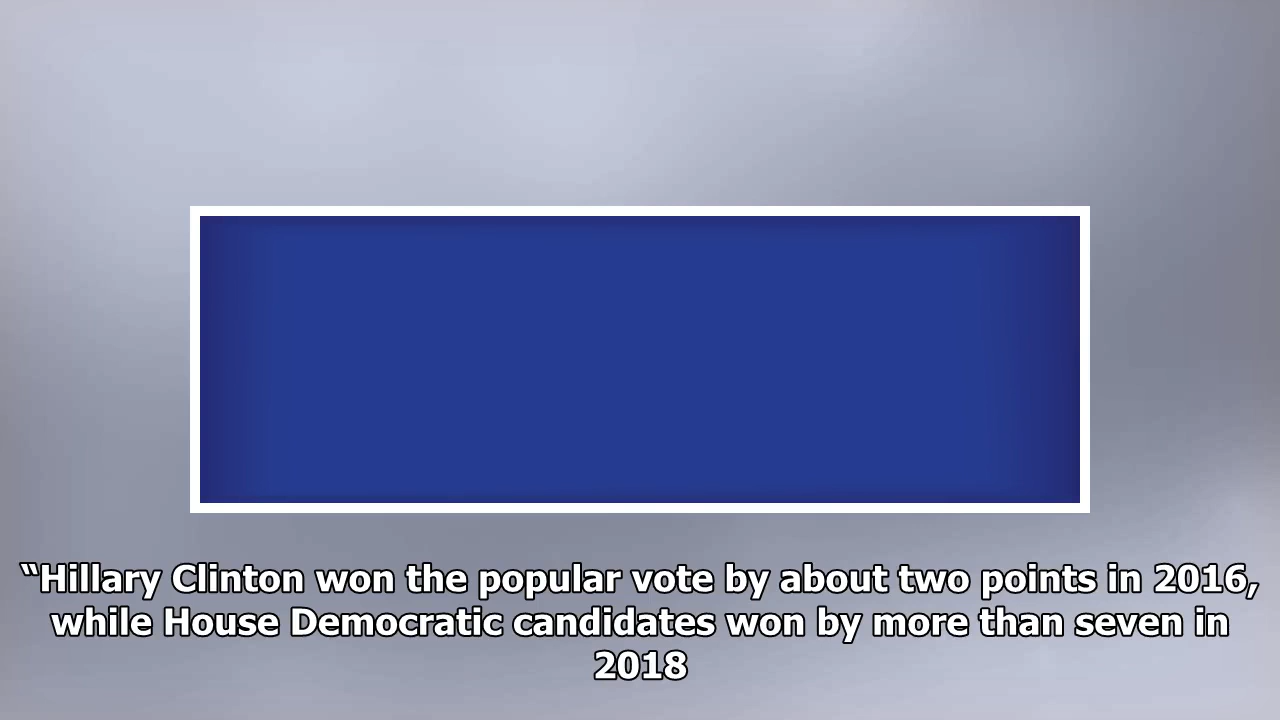 “Hillary Clinton won the popular vote by about two points in 2016,
while House Democratic candidates won by more than seven in
2018